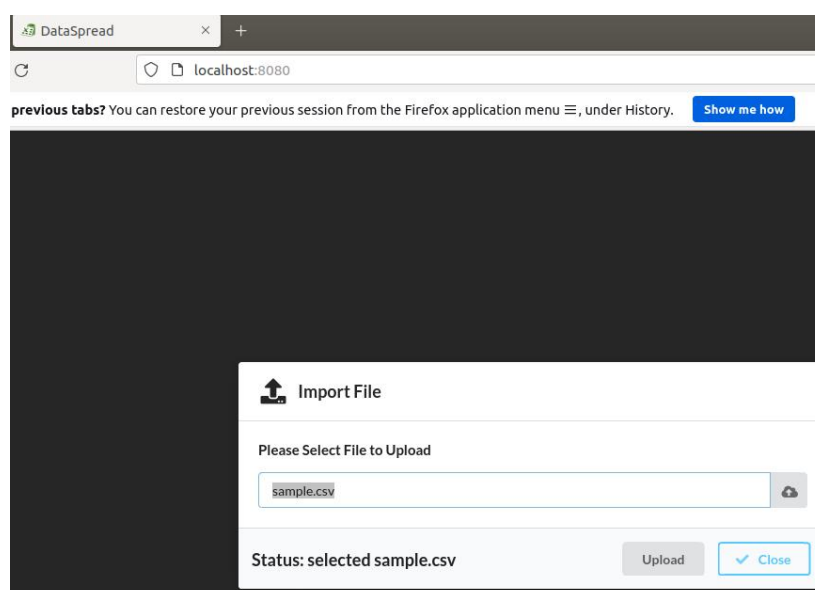 DataSpread
localhost:8080
previous tabs? You can restore your previous session from the Firefox application menu ☰, under History.
Show me how
Import File
Please Select File to Upload
sample.csv
Status: selected sample.csv
Upload
Close